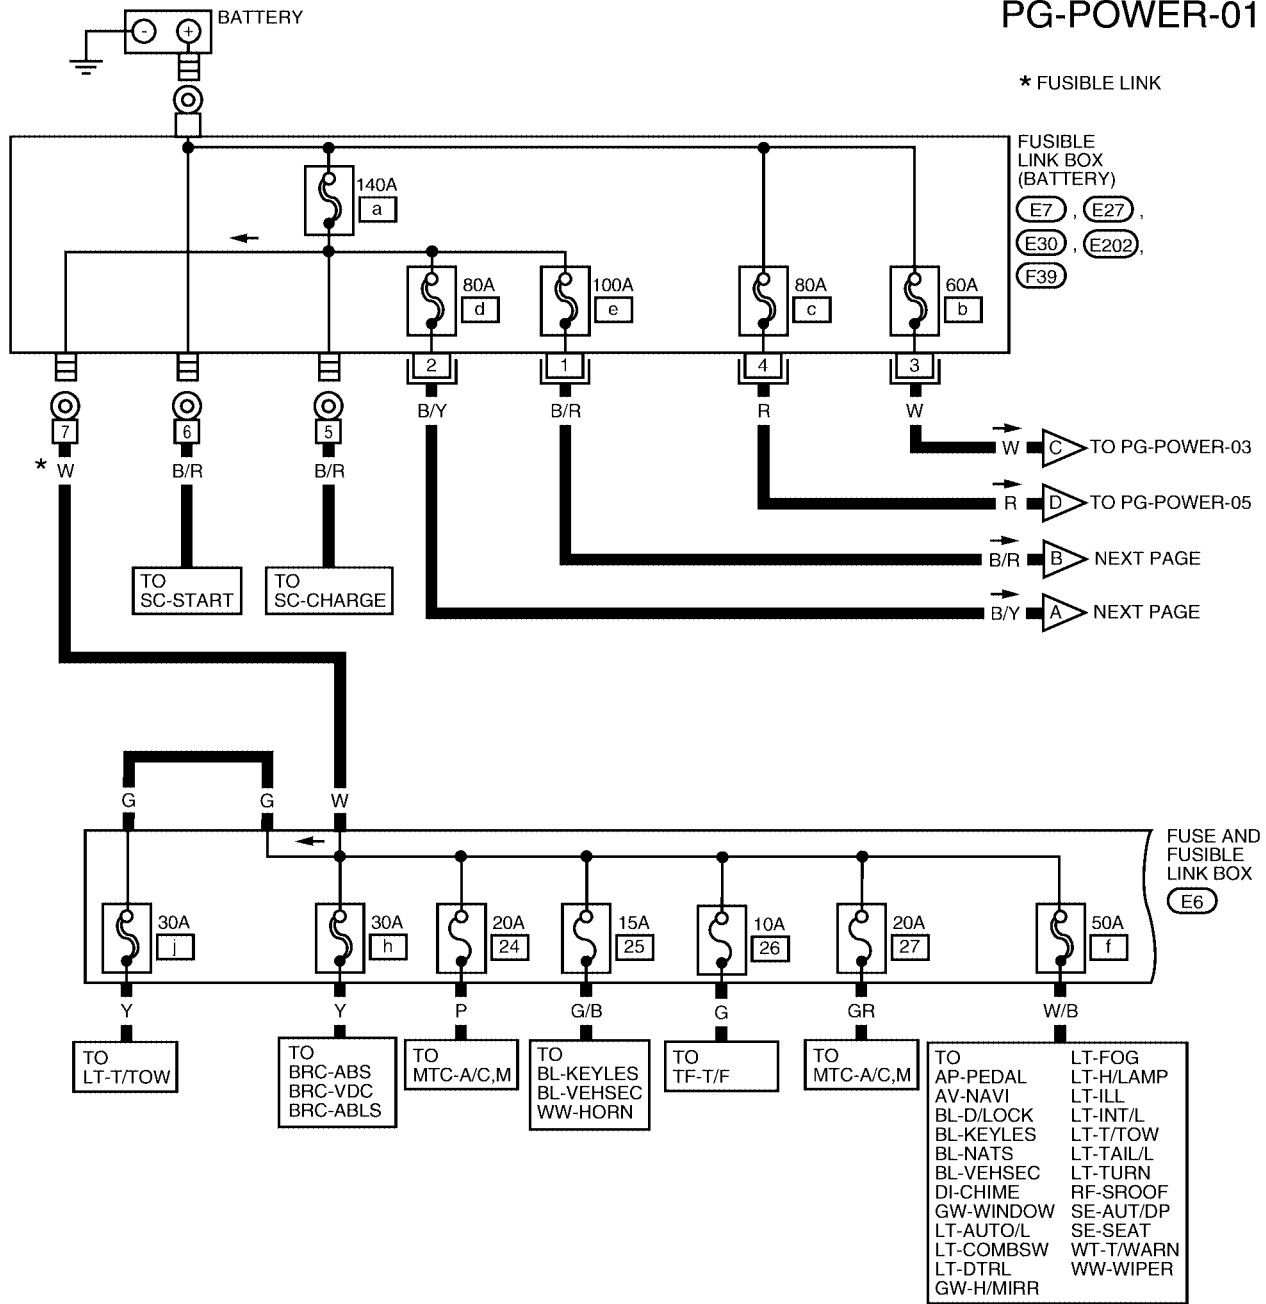 PG-POWER-01
BATTERY
- +
* FUSIBLE LINK
FUSIBLE
LINK BOX
(BATTERY)
E7 , E27 ,
E30 , E202 ,
F39
140A
a
80A
d
100A
e
80A
c
60A
b
2 1 4 3
7 6 5
B/Y B/R R W
* W B/R B/R
W C TO PG-POWER-03
R D TO PG-POWER-05
B/R B NEXT PAGE
B/Y A NEXT PAGE
TO
SC-START
TO
SC-CHARGE
G G W
FUSE AND
FUSIBLE
LINK BOX
E6
30A
j
30A
h
20A
24
15A
25
10A
26
20A
27
50A
f
Y Y P G/B G GR W/B
TO
LT-T/TOW
TO
BRC-ABS
BRC-VDC
BRC-ABLS
TO
MTC-A/C,M
TO
BL-KEYLES
BL-VEHSEC
WW-HORN
TO
TF-T/F
TO
MTC-A/C,M
TO
AP-PEDAL
AV-NAVI
BL-D/LOCK
BL-KEYLES
BL-NATS
BL-VEHSEC
DI-CHIME
GW-WINDOW
LT-AUTO/L
LT-COMBSW
LT-DTRL
GW-H/MIRR
LT-FOG
LT-H/LAMP
LT-ILL
LT-INT/L
LT-T/TOW
LT-TAIL/L
LT-TURN
RF-SROOF
SE-AUT/DP
SE-SEAT
WT-T/WARN
WW-WIPER